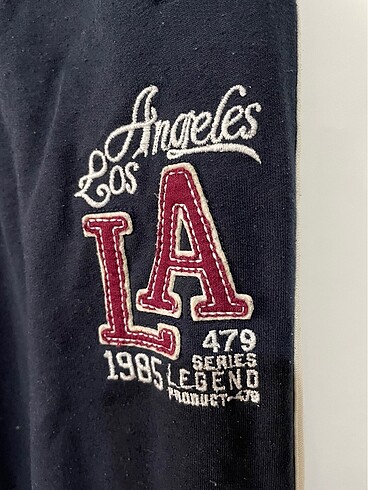 Los Angeles
LA
479
SERIES
1985 LEGEND
PRODUCT-479